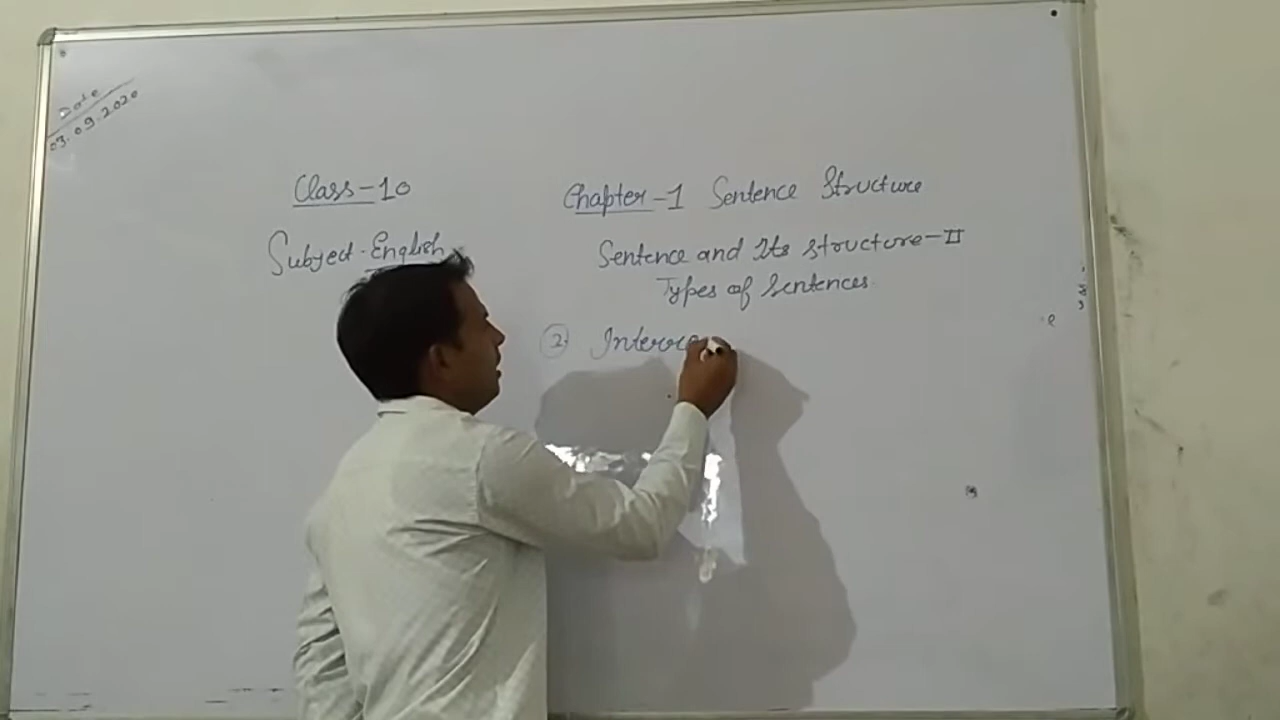 Date
03.09.2020
Class-10
Subject-English
Chapter-1 Sentence Structure
Sentence and Its structure-II
Types of Sentences
2. Interro